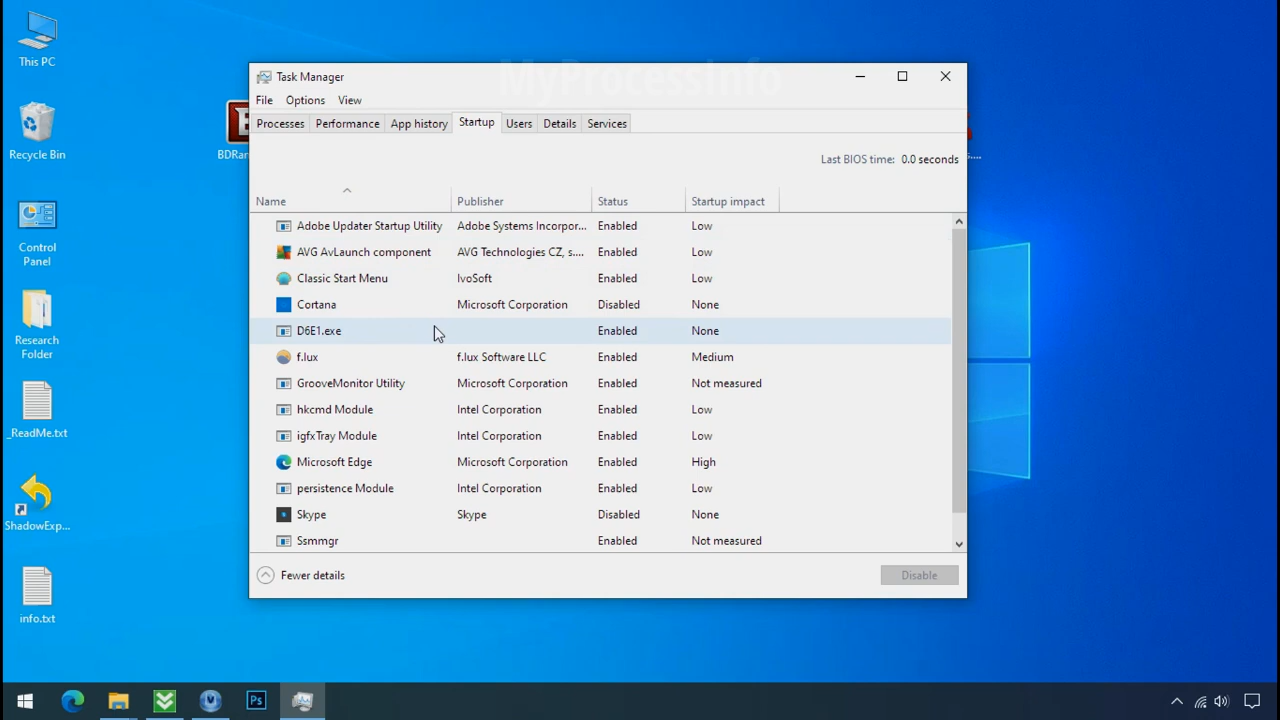 This PC
Recycle Bin
Control
Panel
Research
Folder
_ReadMe.txt
ShadowExp...
info.txt
MyProcessInfo
Task Manager
File Options View
Processes Performance App history Startup Users Details Services
Last BIOS time: 0.0 seconds
Name Publisher Status Startup impact
Adobe Updater Startup Utility Adobe Systems Incorpor... Enabled Low
AVG AvLaunch component AVG Technologies CZ, s.... Enabled Low
Classic Start Menu IvoSoft Enabled Low
Cortana Microsoft Corporation Disabled None
D6E1.exe Enabled None
f.lux f.lux Software LLC Enabled Medium
GrooveMonitor Utility Microsoft Corporation Enabled Not measured
hkcmd Module Intel Corporation Enabled Low
igfxTray Module Intel Corporation Enabled Low
Microsoft Edge Microsoft Corporation Enabled High
persistence Module Intel Corporation Enabled Low
Skype Skype Disabled None
Ssmmgr Enabled Not measured
Fewer details Disable
Ps